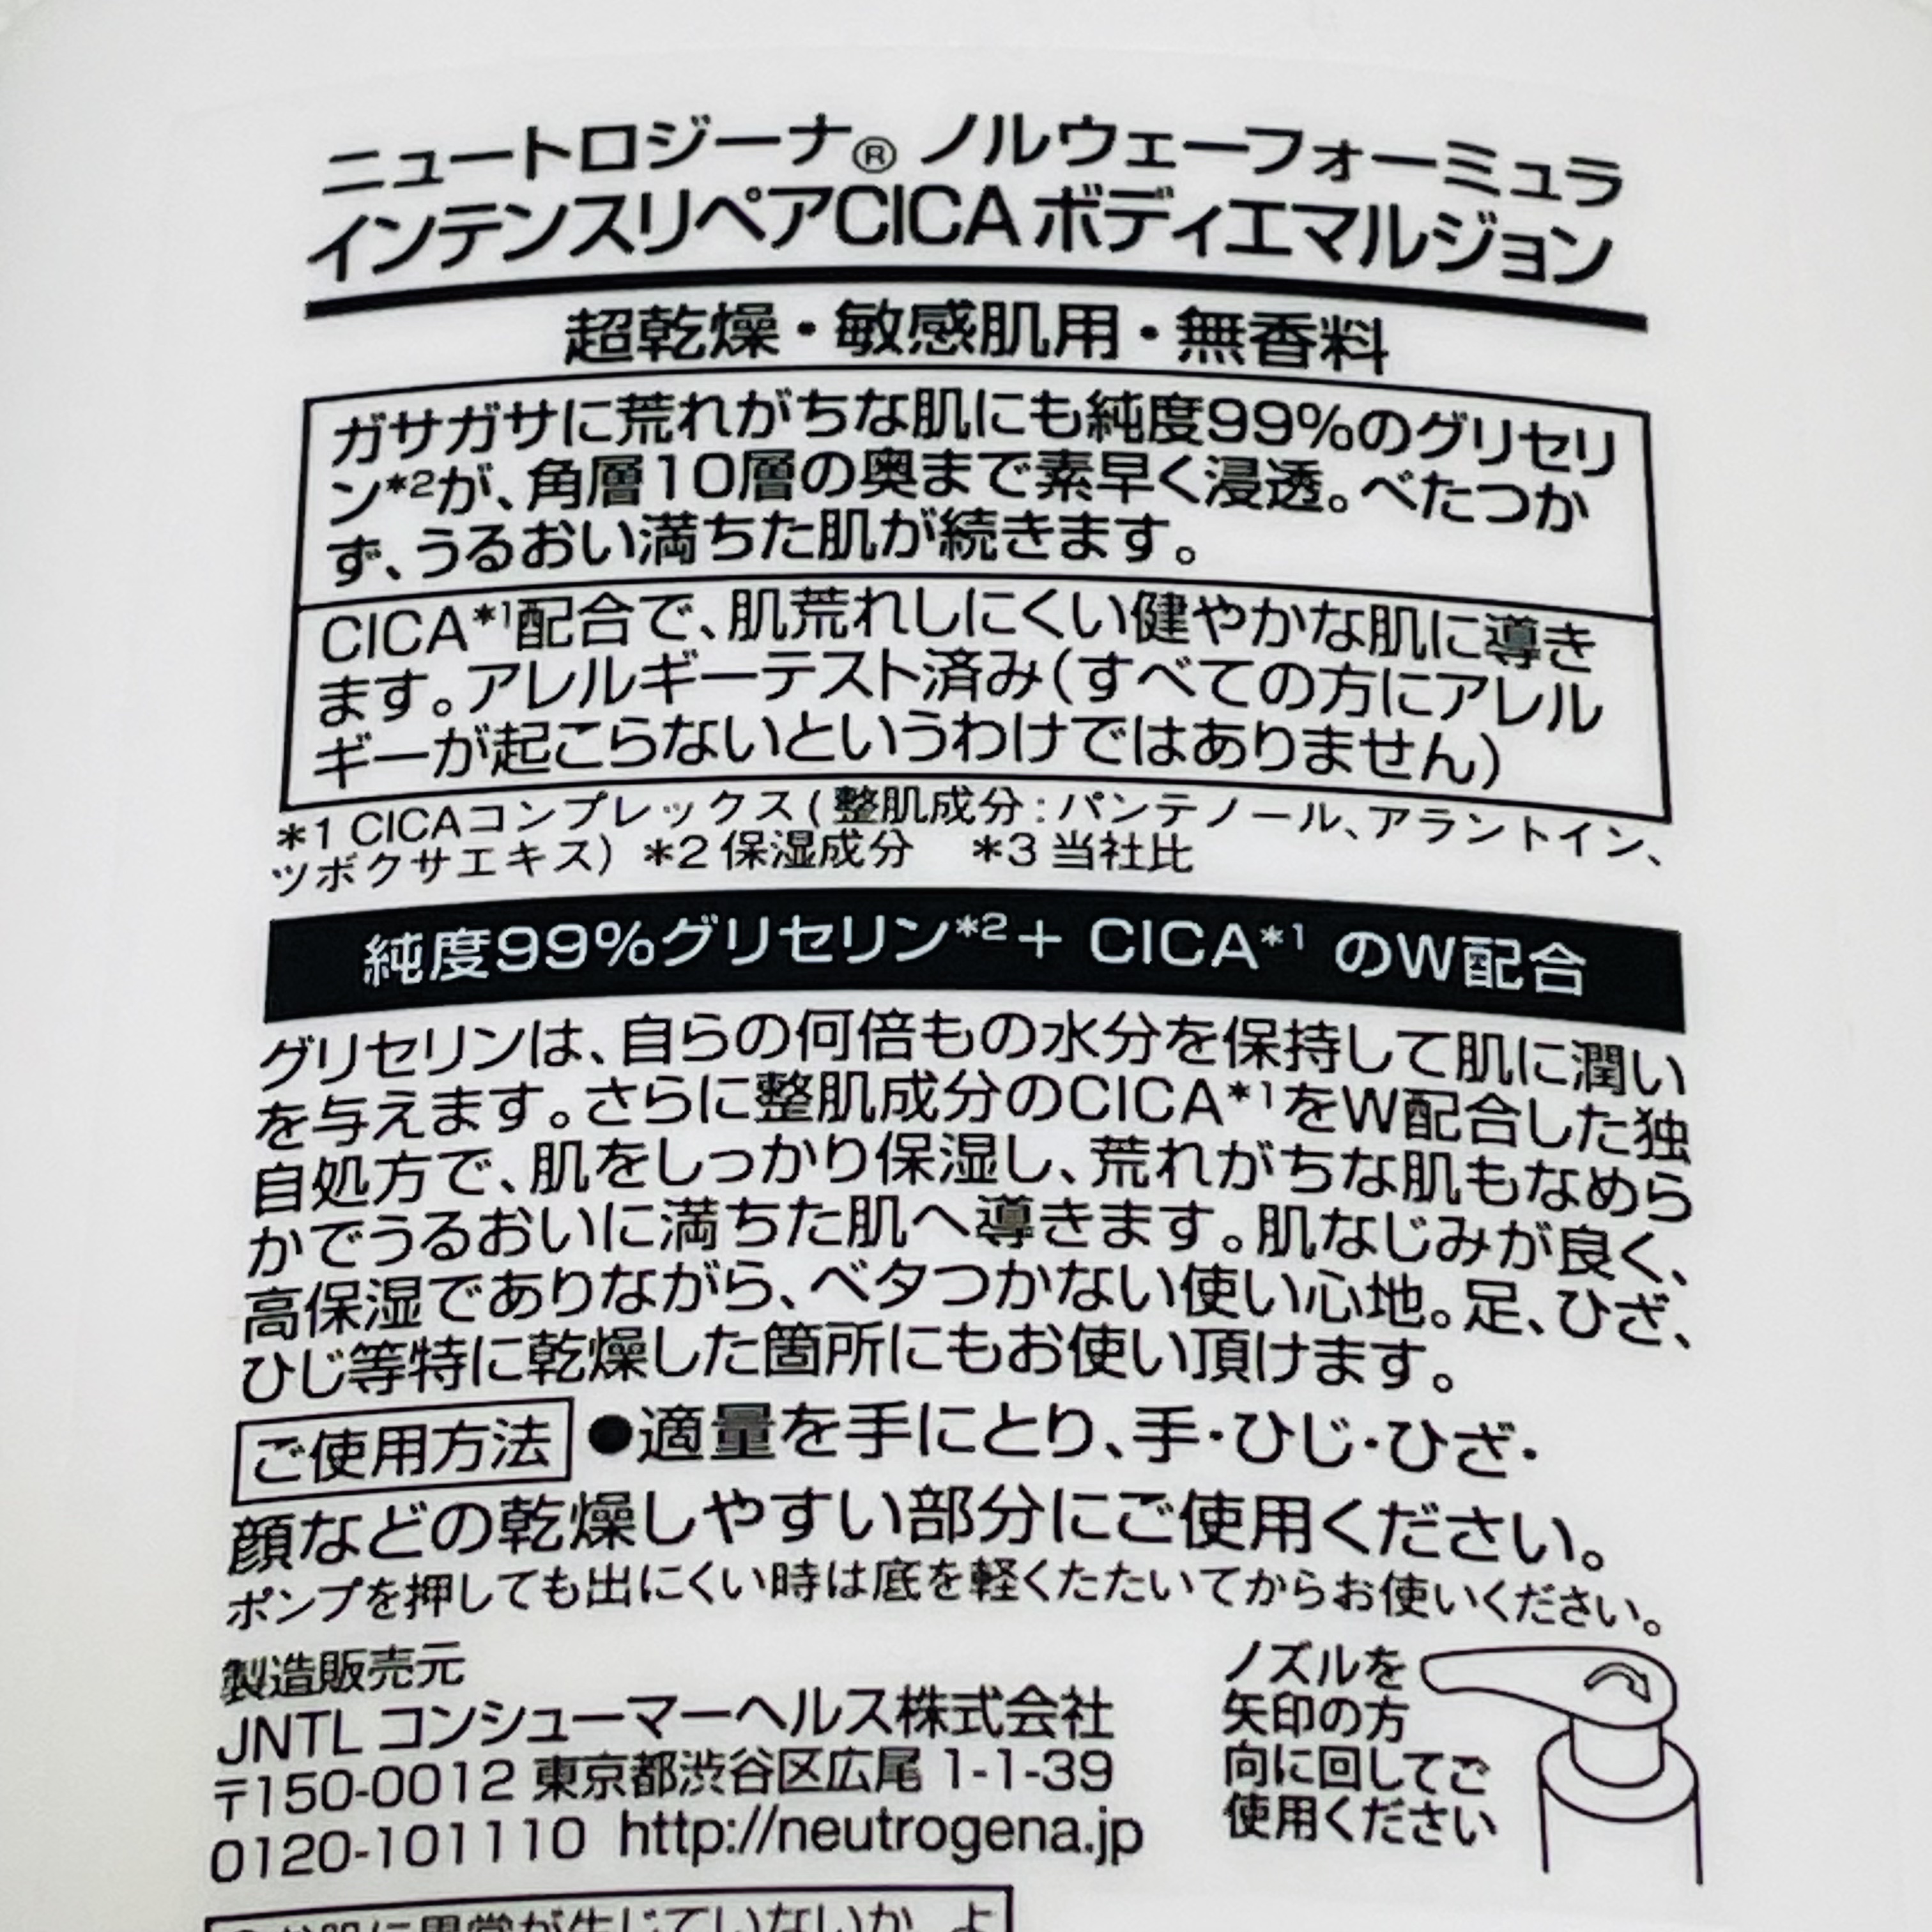 ニュートロジーナ® ノルウェーフォーミュラ
インテンスリペアCICA ボディエマルジョン
超乾燥・敏感肌用・無香料
ガサガサに荒れがちな肌にも純度99%のグリセリ
ン*2が、角層10層の奥まで素早く浸透。べたつか
ず、うるおい満ちた肌が続きます。
CICA*1配合で、肌荒れしにくい健やかな肌に導き
ます。アレルギーテスト済み(すべての方にアレル
ギーが起こらないというわけではありません)
*1 CICAコンプレックス(整肌成分:パンテノール、アラントイン、
ツボクサエキス) *2 保湿成分 *3 当社比
純度99%グリセリン*2+ CICA*1 のW配合
グリセリンは、自らの何倍もの水分を保持して肌に潤い
を与えます。さらに整肌成分のCICA*1をW配合した独
自処方で、肌をしっかり保湿し、荒れがちな肌もなめら
かでうるおいに満ちた肌へ導きます。肌なじみが良く、
高保湿でありながら、ベタつかない使い心地。足、ひざ、
ひじ等特に乾燥した箇所にもお使い頂けます。
ご使用方法 ●適量を手にとり、手・ひじ・ひざ・
顔などの乾燥しやすい部分にご使用ください。
ポンプを押しても出にくい時は底を軽くたたいてからお使いください。
製造販売元
JNTL コンシューマーヘルス株式会社
〒150-0012 東京都渋谷区広尾 1-1-39
0120-101110 http://neutrogena.jp
ノズルを
矢印の方
向に回してご
使用ください
お肌に異常が生じていないか、よ